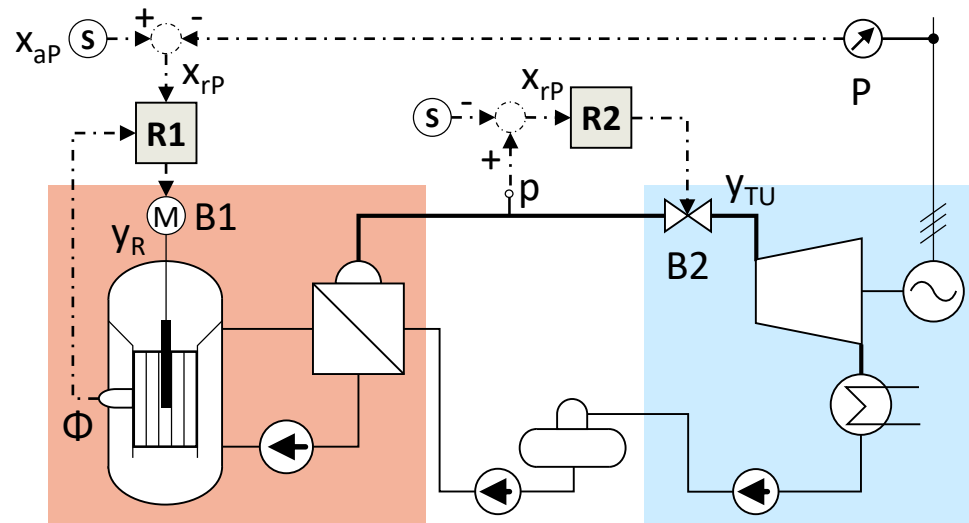 x_aP S + -
x_rP
P
R1
S - x_rP R2
+
p
M B1
y_R
y_TU
B2
Φ